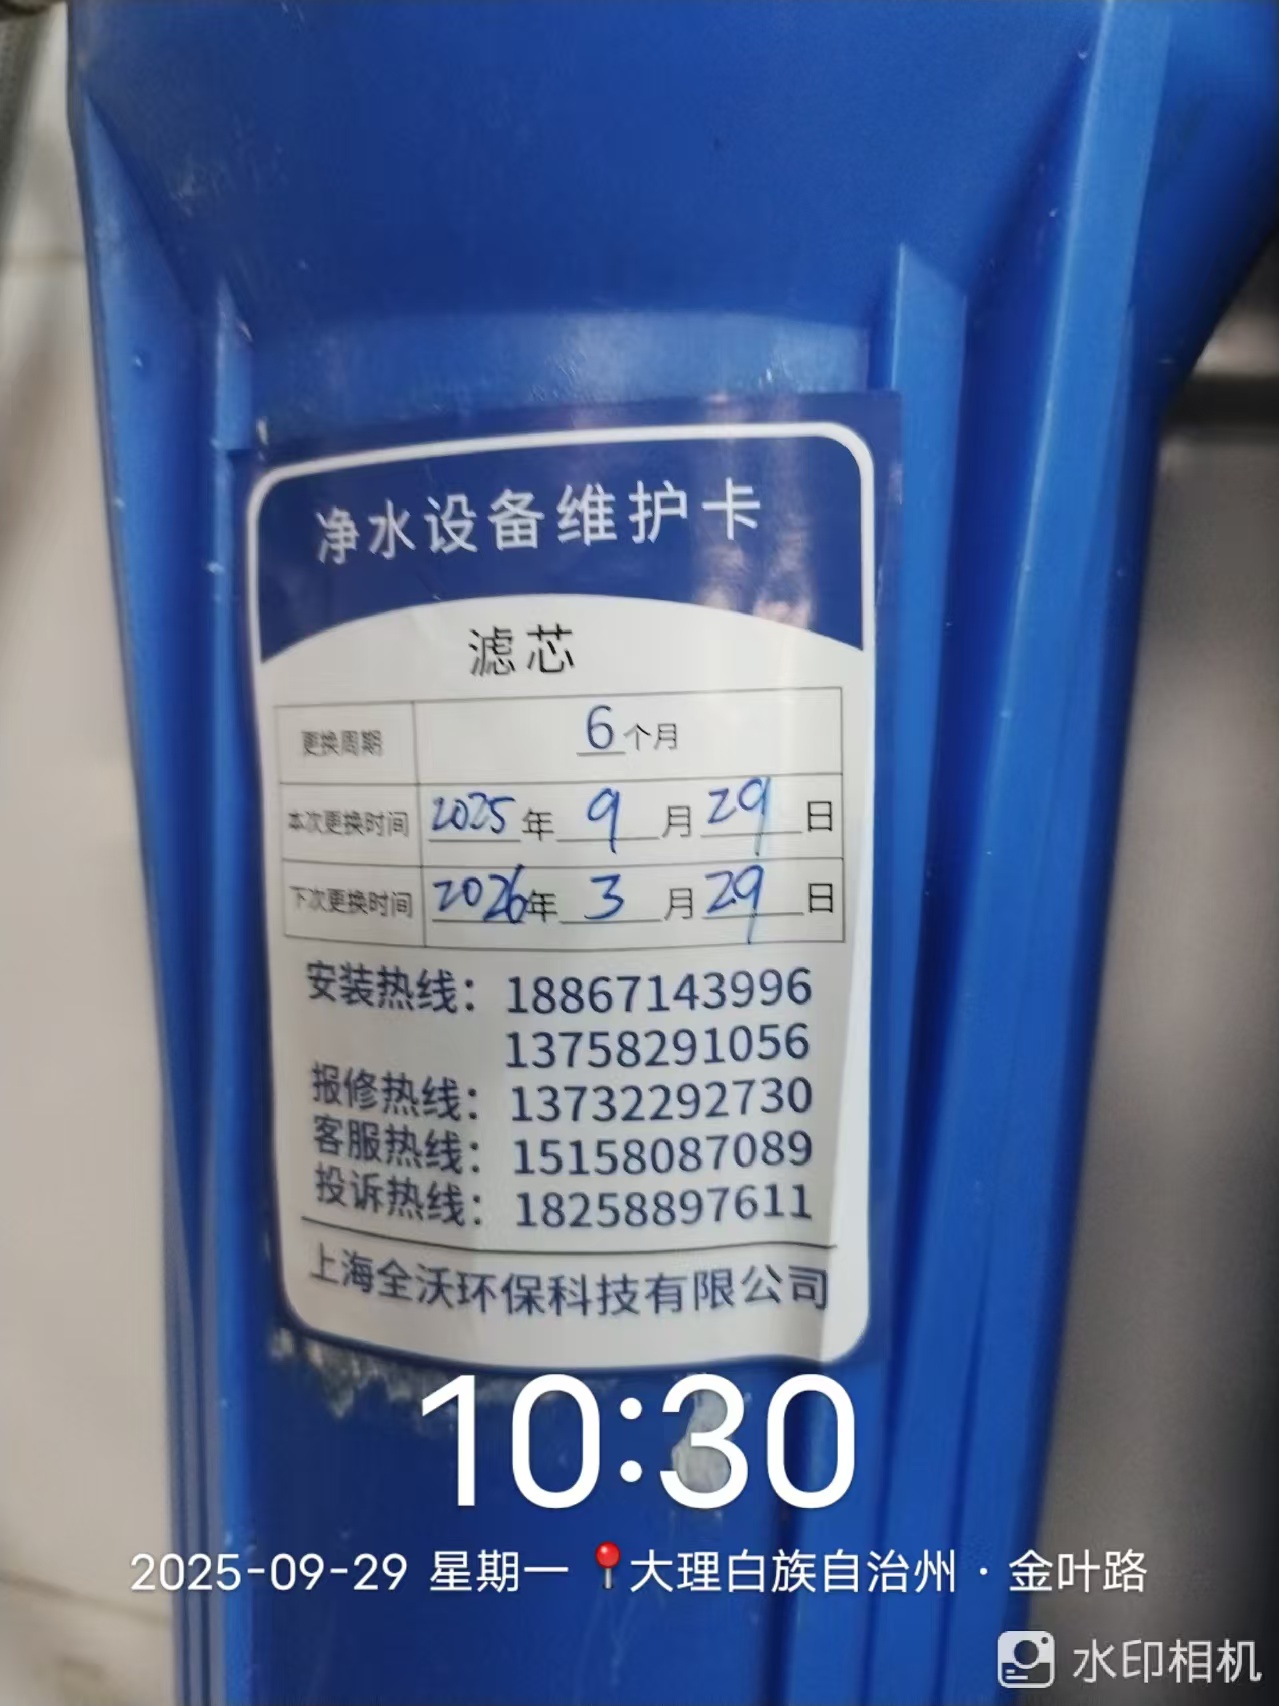 净水设备维护卡
滤芯
更换周期 6个月
本次更换时间 2025年9月29日
下次更换时间 2026年3月29日
安装热线：18867143996
13758291056
报修热线：13732292730
客服热线：15158087089
投诉热线：18258897611
上海全沃环保科技有限公司
10:30
2025-09-29 星期一 📍大理白族自治州·金叶路
水印相机